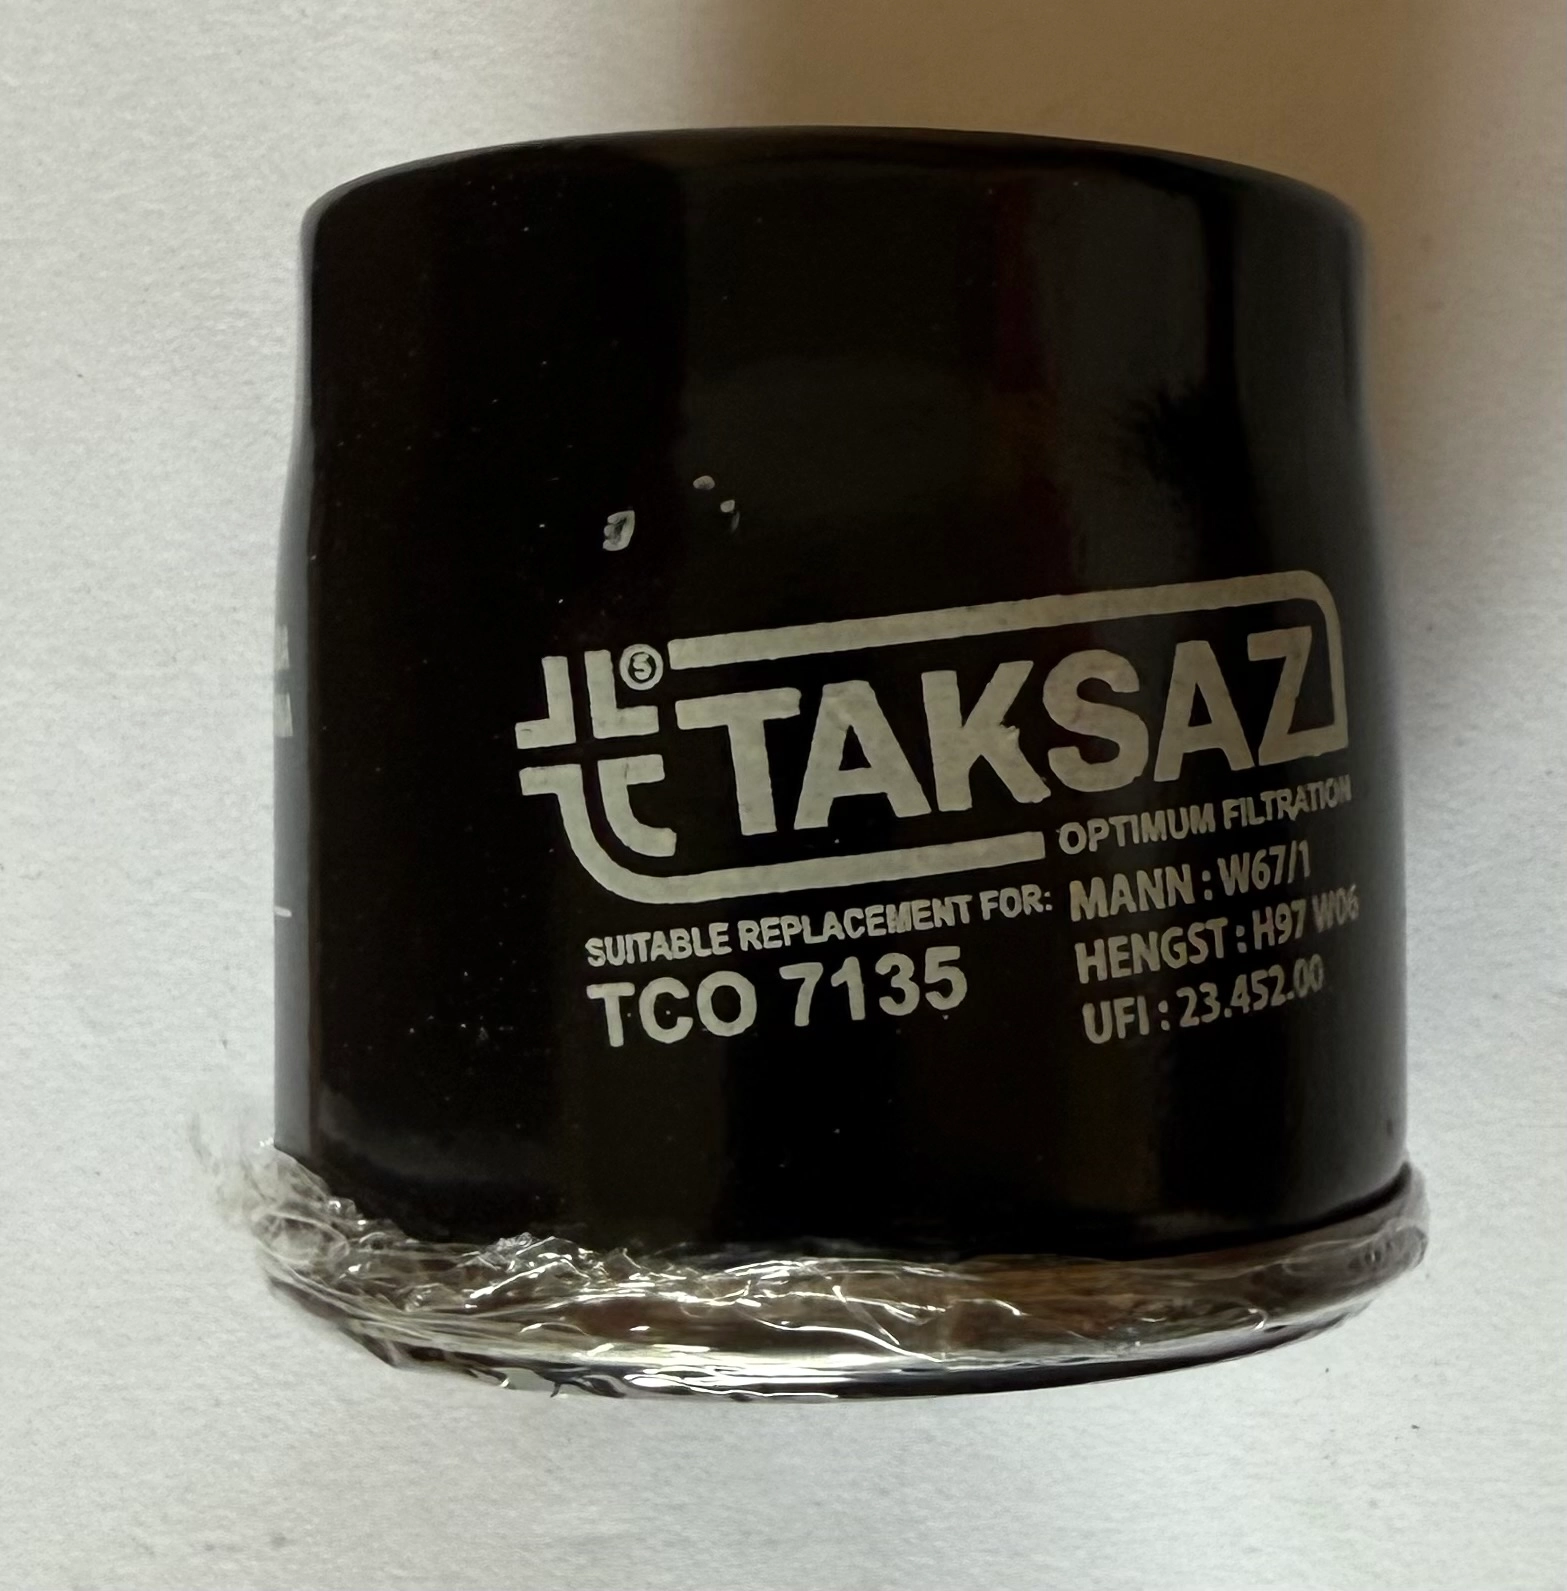 TAKSAZ
OPTIMUM FILTRATION
SUITABLE REPLACEMENT FOR:
TCO 7135
MANN : W67/1
HENGST : H97 W06
UFI : 23.452.00